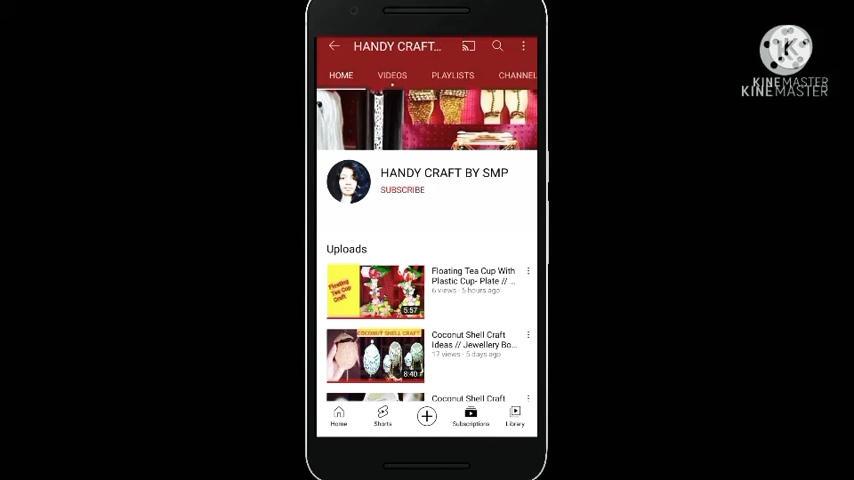 HANDY CRAFT...
HOME VIDEOS PLAYLISTS CHANNEL
K
KINEMASTER
KINEMASTER
HANDY CRAFT BY SMP
SUBSCRIBE
Uploads
Floating
Tea Cup
Craft
5:57
Floating Tea Cup With
Plastic Cup- Plate // ...
6 views · 5 hours ago
COCONUT SHELL CRAFT
8:40
Coconut Shell Craft
Ideas // Jewellery Bo...
17 views · 5 days ago
Coconut Shell Craft
Home Shorts Subscriptions Library